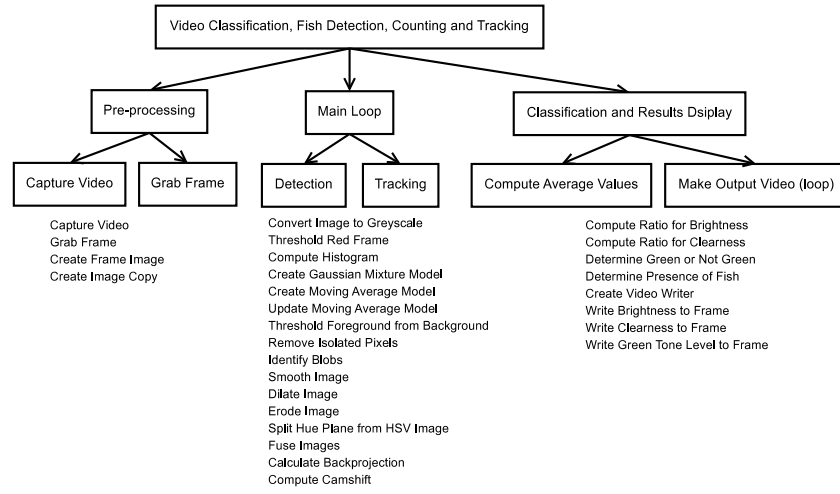 Video Classification, Fish Detection, Counting and Tracking
Pre-processing
Main Loop
Classification and Results Dsiplay
Capture Video
Grab Frame
Detection
Tracking
Compute Average Values
Make Output Video (loop)
Capture Video
Grab Frame
Create Frame Image
Create Image Copy
Convert Image to Greyscale
Threshold Red Frame
Compute Histogram
Create Gaussian Mixture Model
Create Moving Average Model
Update Moving Average Model
Threshold Foreground from Background
Remove Isolated Pixels
Identify Blobs
Smooth Image
Dilate Image
Erode Image
Split Hue Plane from HSV Image
Fuse Images
Calculate Backprojection
Compute Camshift
Compute Ratio for Brightness
Compute Ratio for Clearness
Determine Green or Not Green
Determine Presence of Fish
Create Video Writer
Write Brightness to Frame
Write Clearness to Frame
Write Green Tone Level to Frame